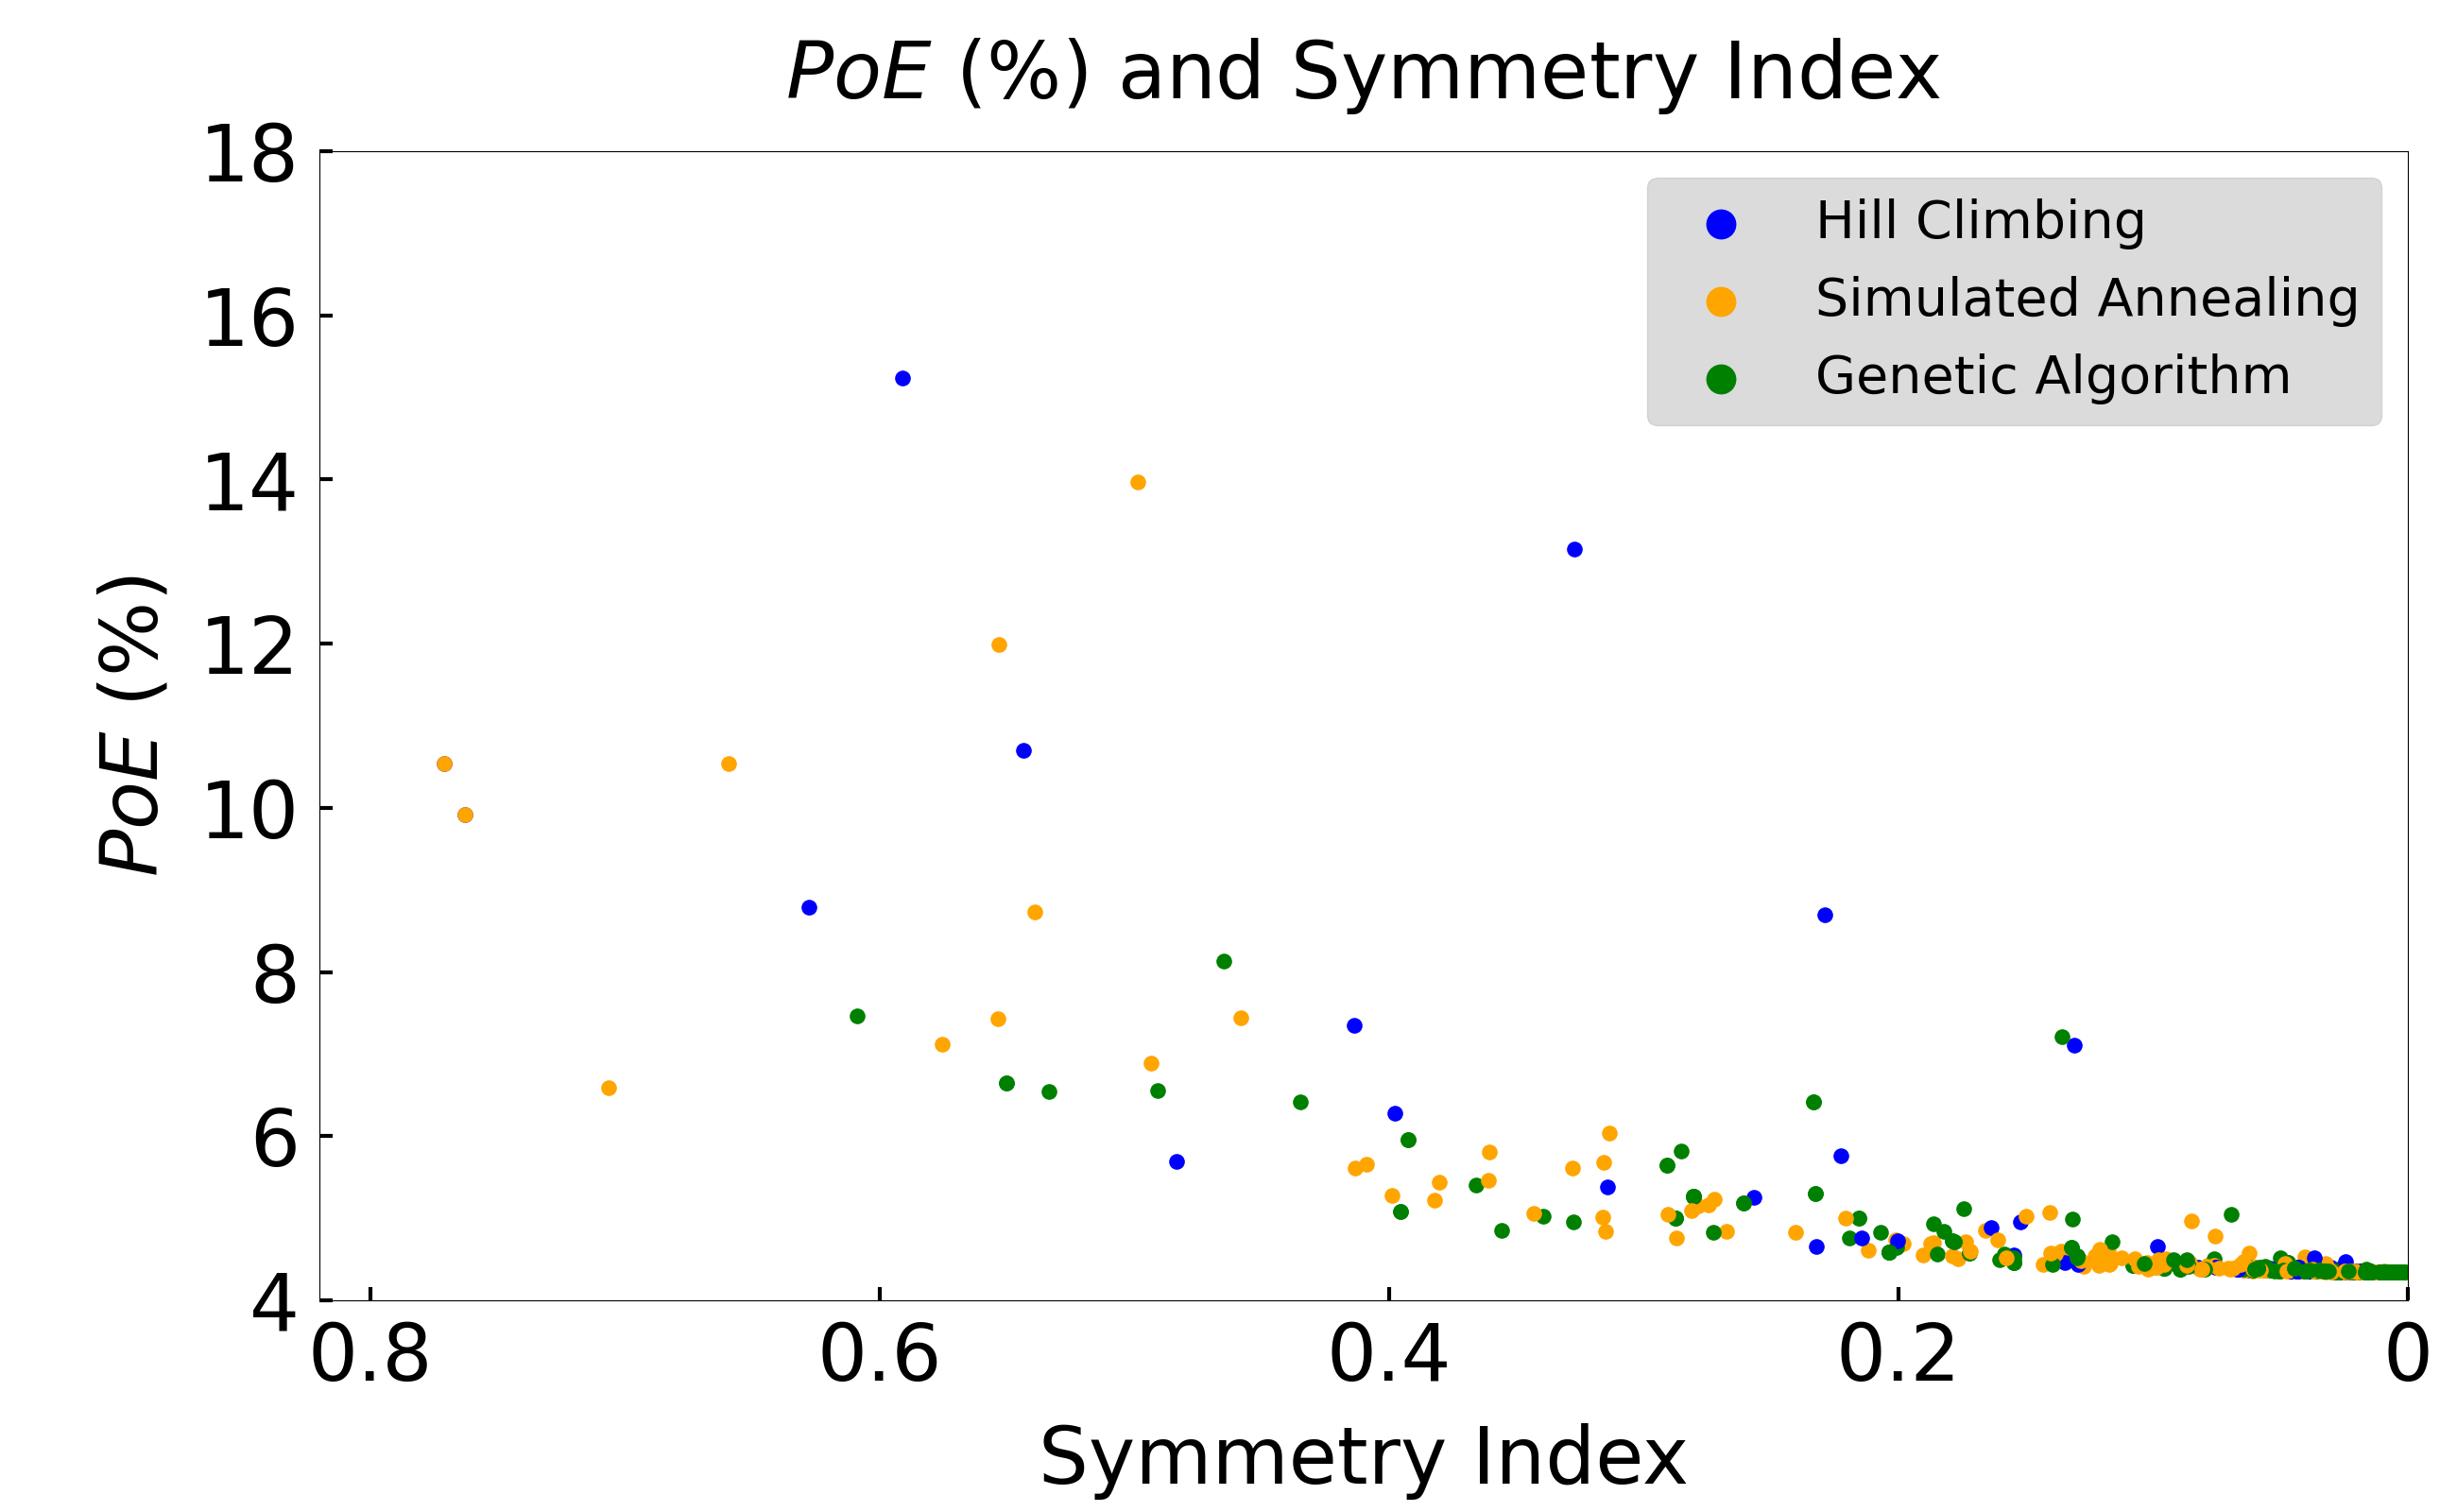 PoE (%) and Symmetry Index
Hill Climbing
Simulated Annealing
Genetic Algorithm
PoE (%)
18
16
14
12
10
8
6
4
0.8 0.6 0.4 0.2 0
Symmetry Index